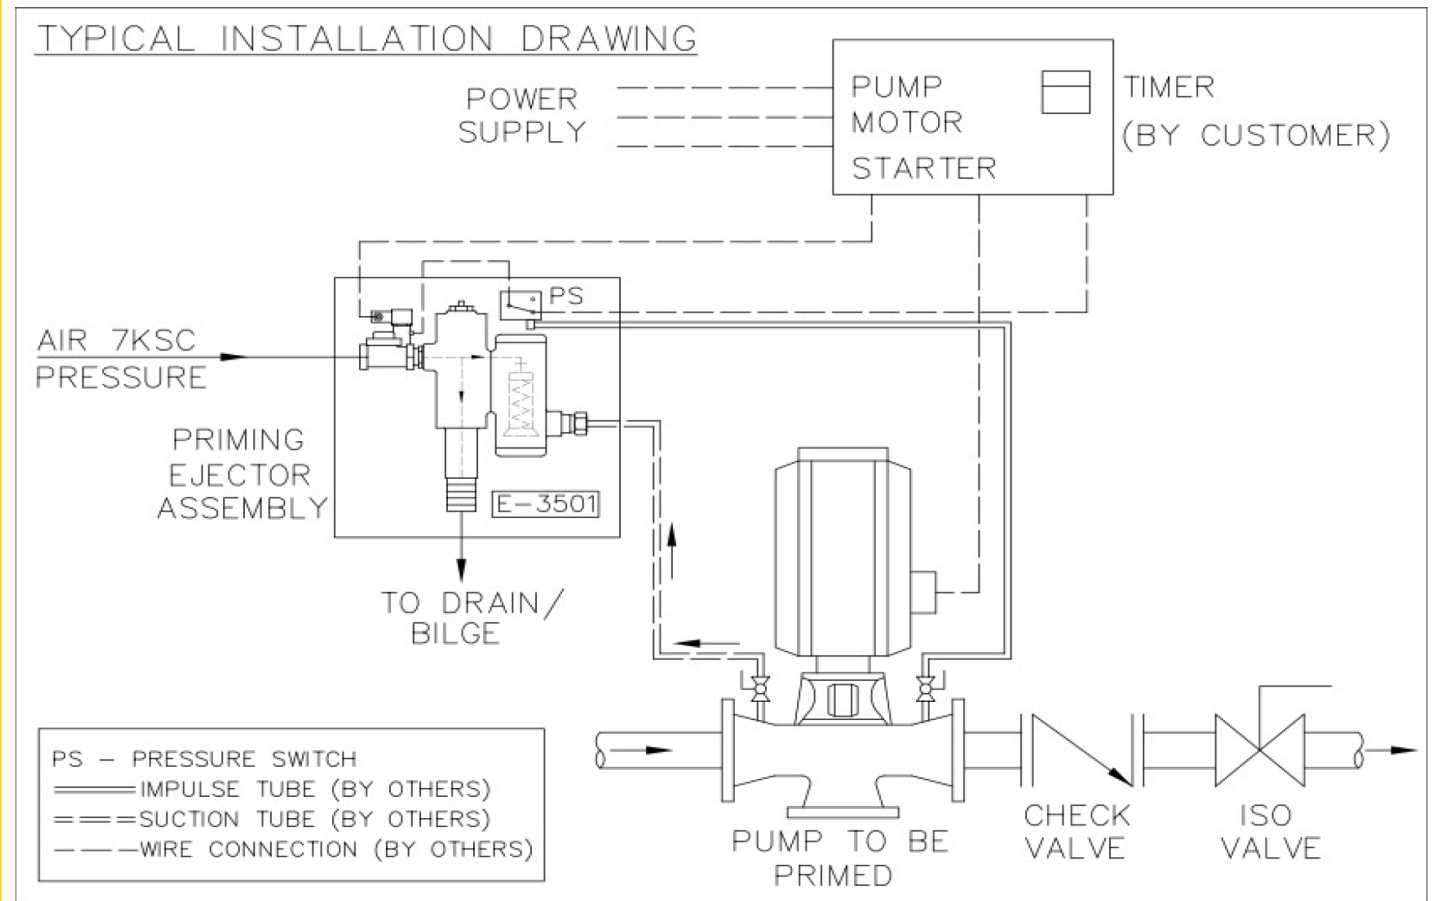 TYPICAL INSTALLATION DRAWING
POWER
SUPPLY
PUMP
MOTOR
STARTER
TIMER
(BY CUSTOMER)
PS
AIR 7KSC
PRESSURE
PRIMING
EJECTOR
ASSEMBLY
E-3501
TO DRAIN/
BILGE
PS - PRESSURE SWITCH
IMPULSE TUBE (BY OTHERS)
SUCTION TUBE (BY OTHERS)
WIRE CONNECTION (BY OTHERS)
PUMP TO BE
PRIMED
CHECK
VALVE
ISO
VALVE